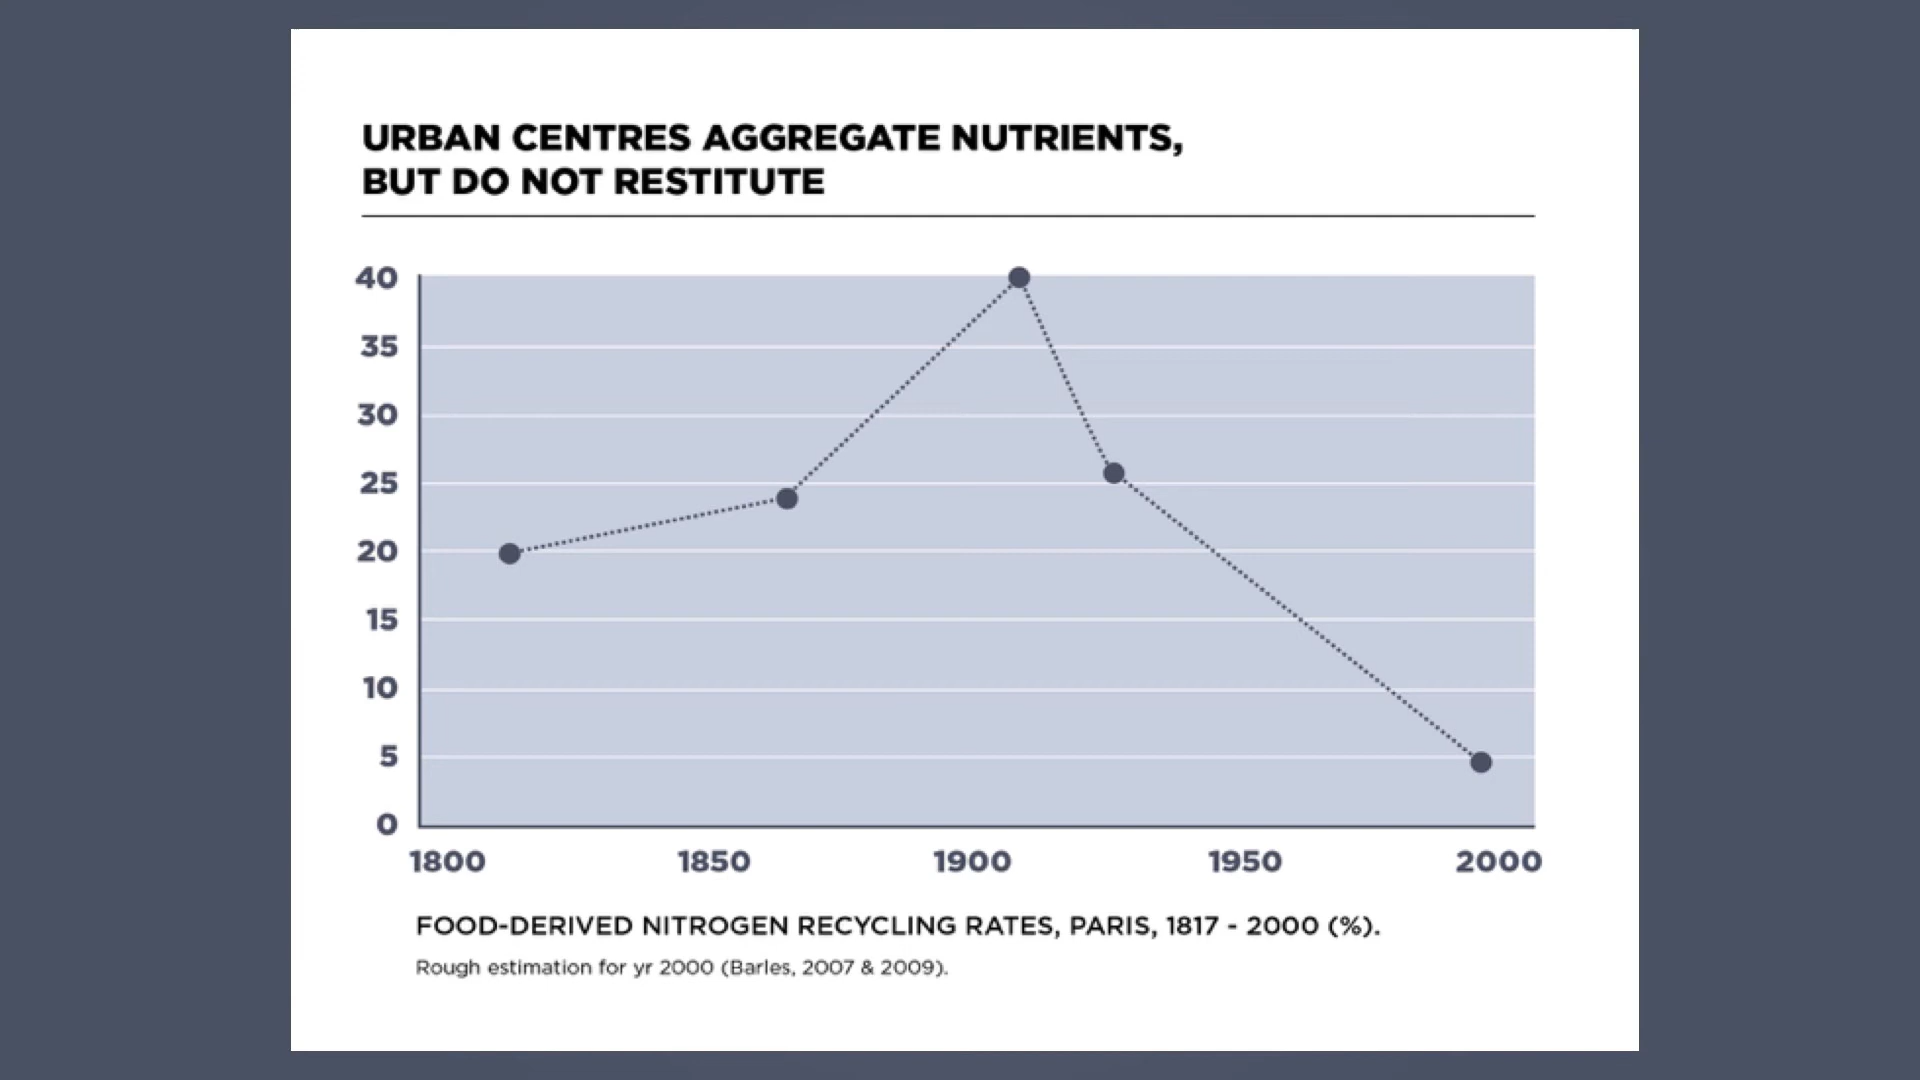 URBAN CENTRES AGGREGATE NUTRIENTS,
BUT DO NOT RESTITUTE
40
35
30
25
20
15
10
5
0
1800 1850 1900 1950 2000
FOOD-DERIVED NITROGEN RECYCLING RATES, PARIS, 1817 - 2000 (%).
Rough estimation for yr 2000 (Barles, 2007 & 2009).